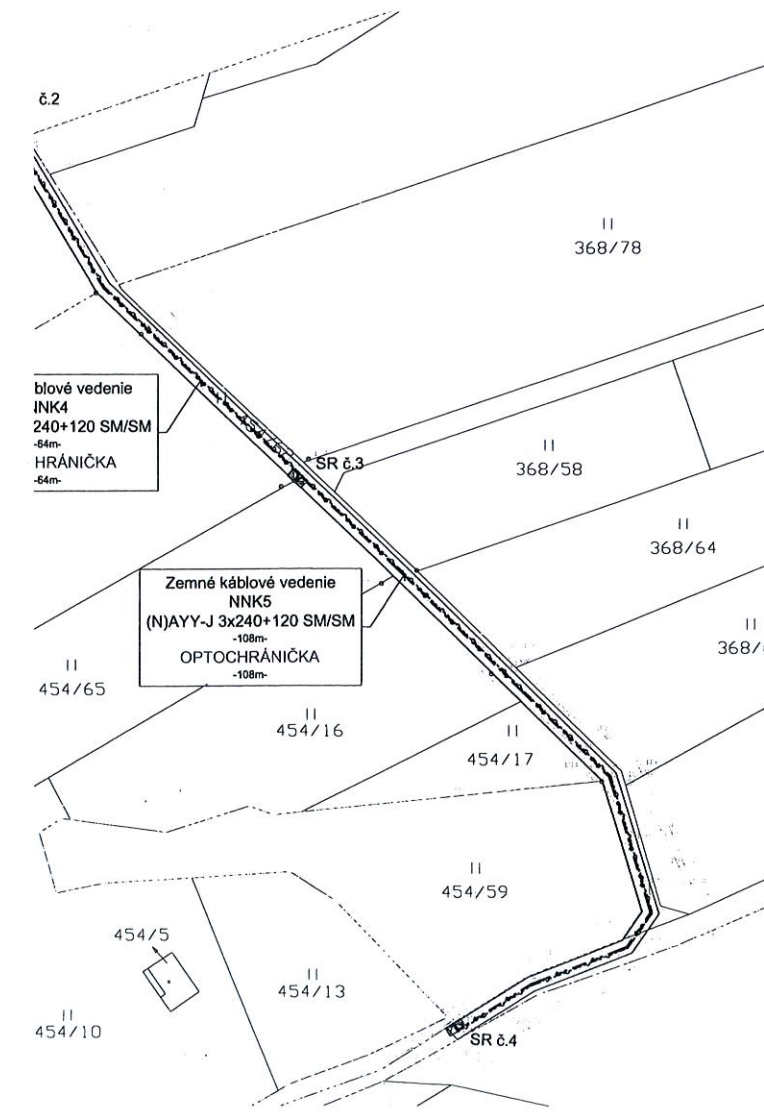 č.2
II
368/78
blové vedenie
NNK4
240+120 SM/SM
-64m-
HRÁNIČKA
-64m-
SR č.3
II
368/58
II
368/64
Zemné káblové vedenie
NNK5
(N)AYY-J 3x240+120 SM/SM
-108m-
OPTOCHRÁNIČKA
-108m-
II
368/
II
454/65
II
454/16
II
454/17
II
454/59
454/5
II
454/13
II
454/10
SR č.4